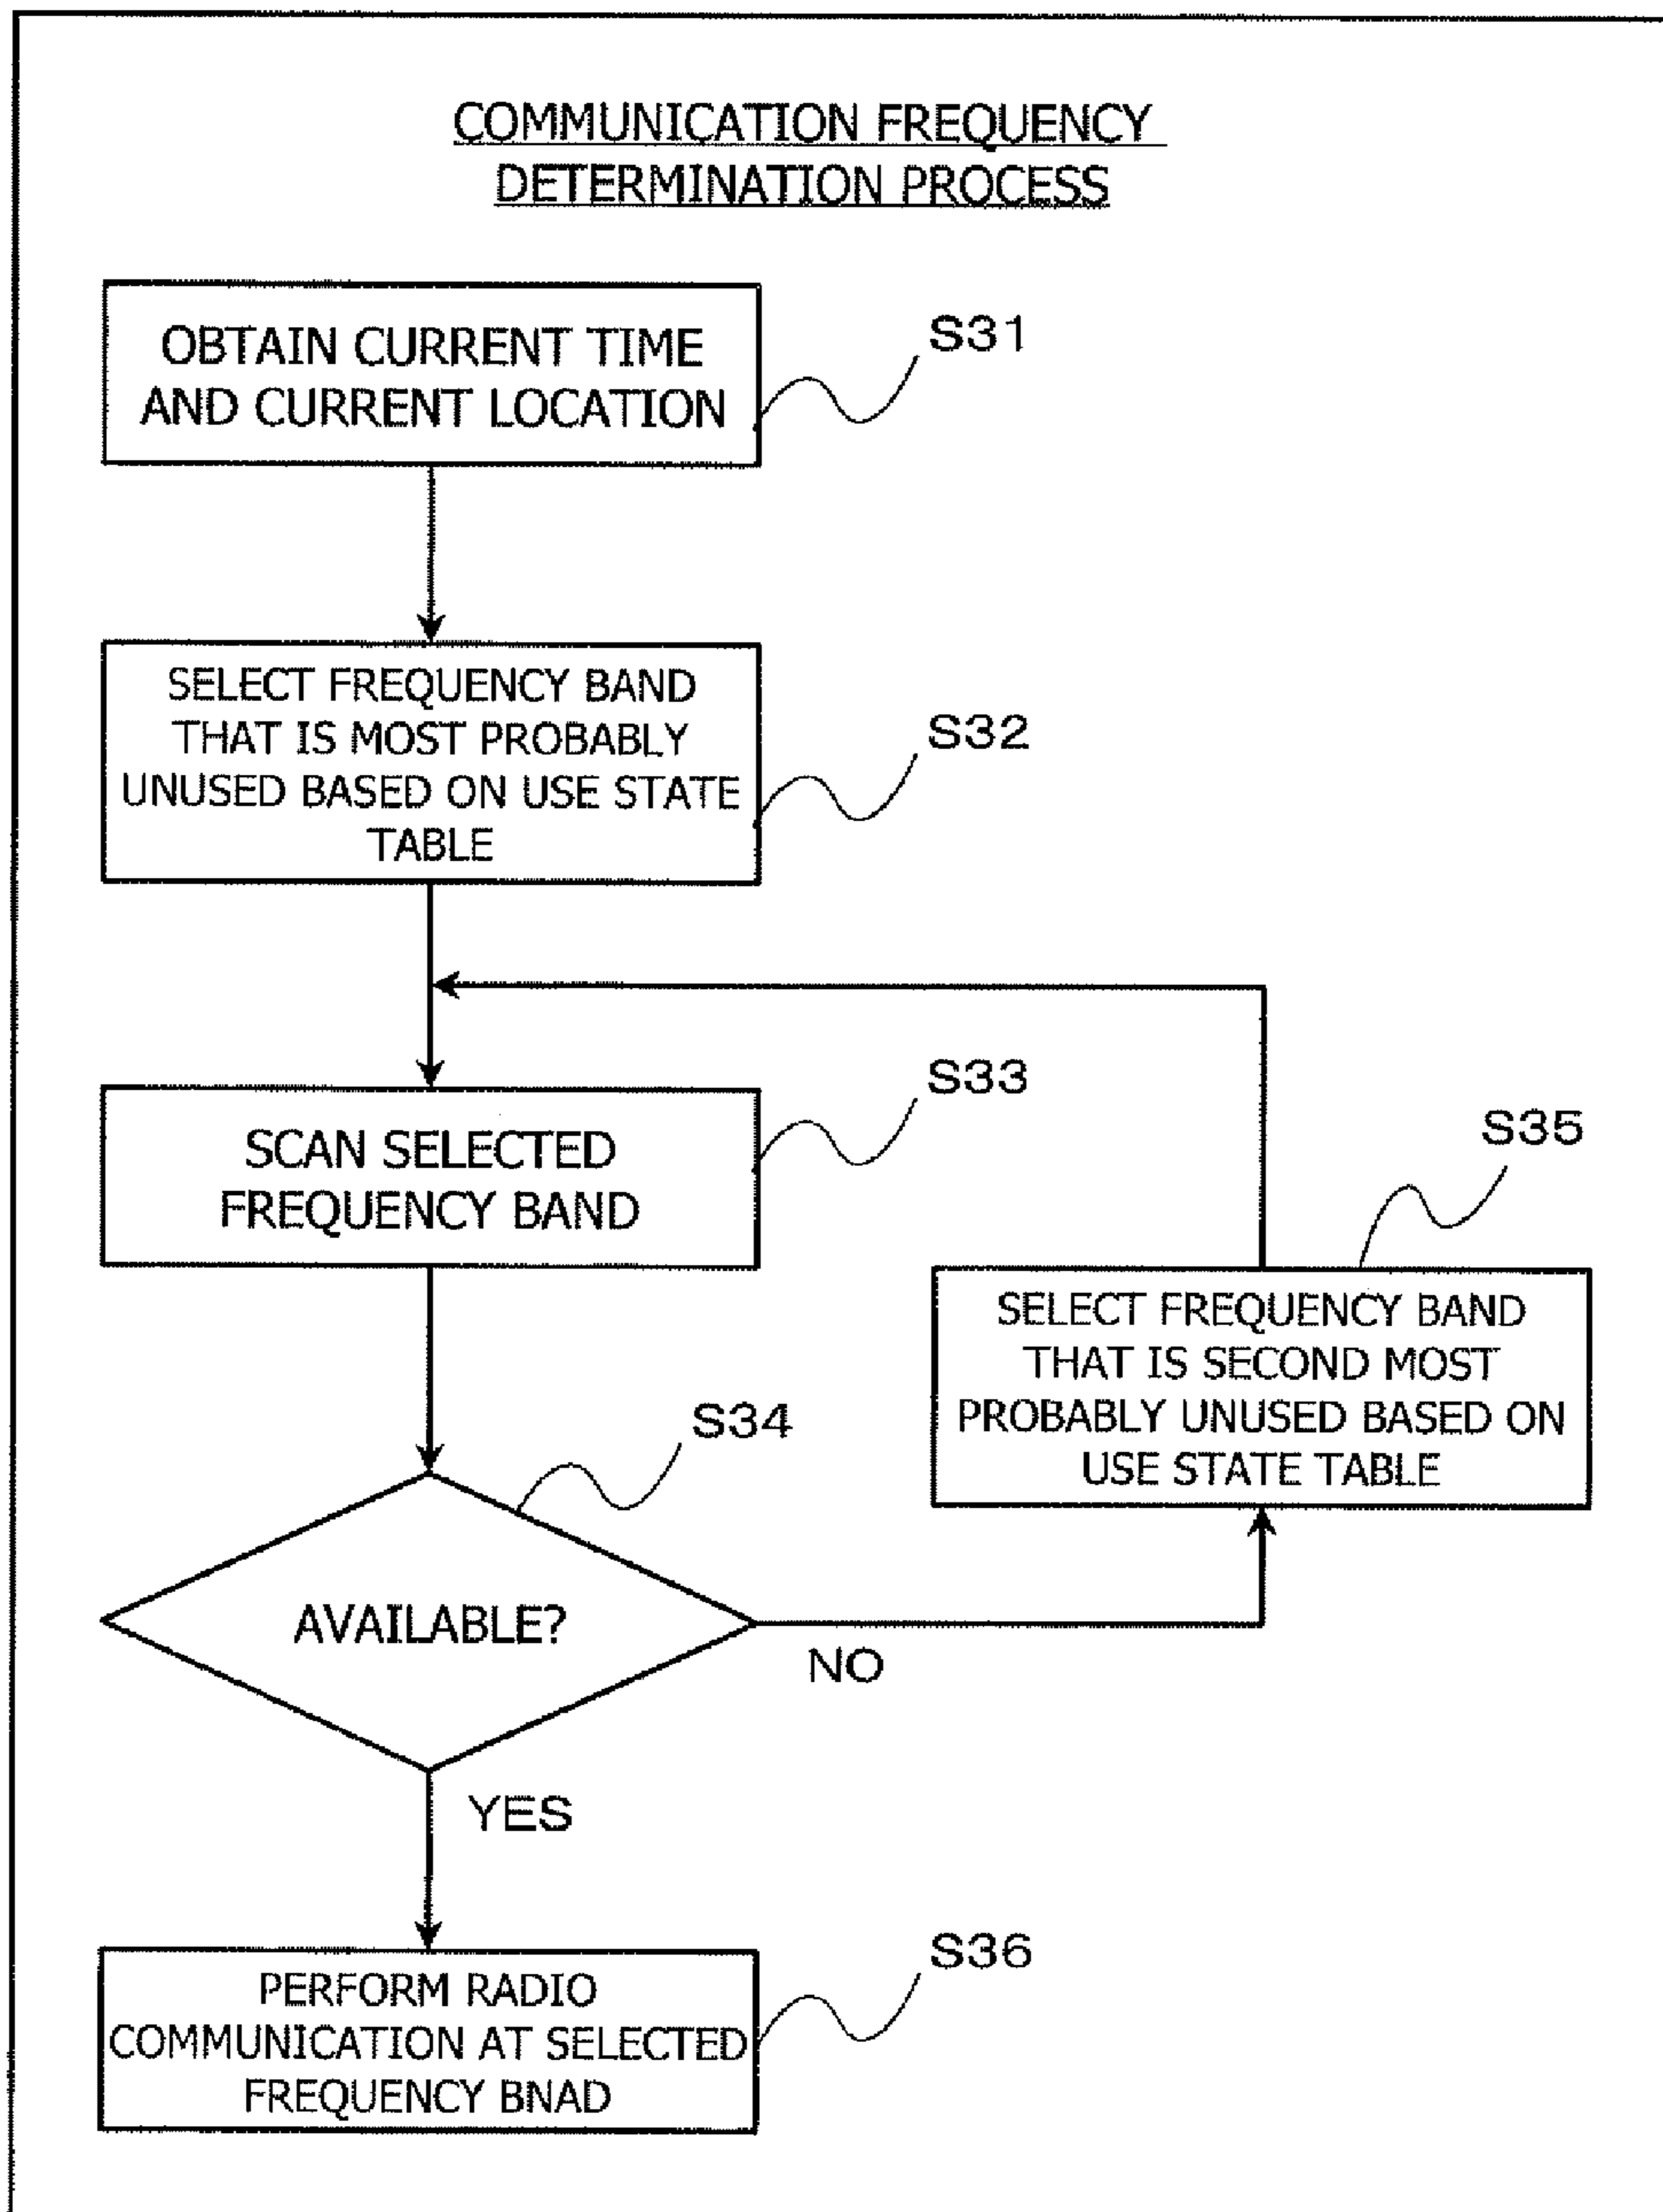 COMMUNICATION FREQUENCY
DETERMINATION PROCESS
OBTAIN CURRENT TIME
AND CURRENT LOCATION
S31
SELECT FREQUENCY BAND
THAT IS MOST PROBABLY
UNUSED BASED ON USE STATE
TABLE
S32
SCAN SELECTED
FREQUENCY BAND
S33
S35
SELECT FREQUENCY BAND
THAT IS SECOND MOST
PROBABLY UNUSED BASED ON
USE STATE TABLE
S34
AVAILABLE?
NO
YES
PERFORM RADIO
COMMUNICATION AT SELECTED
FREQUENCY BNAD
S36